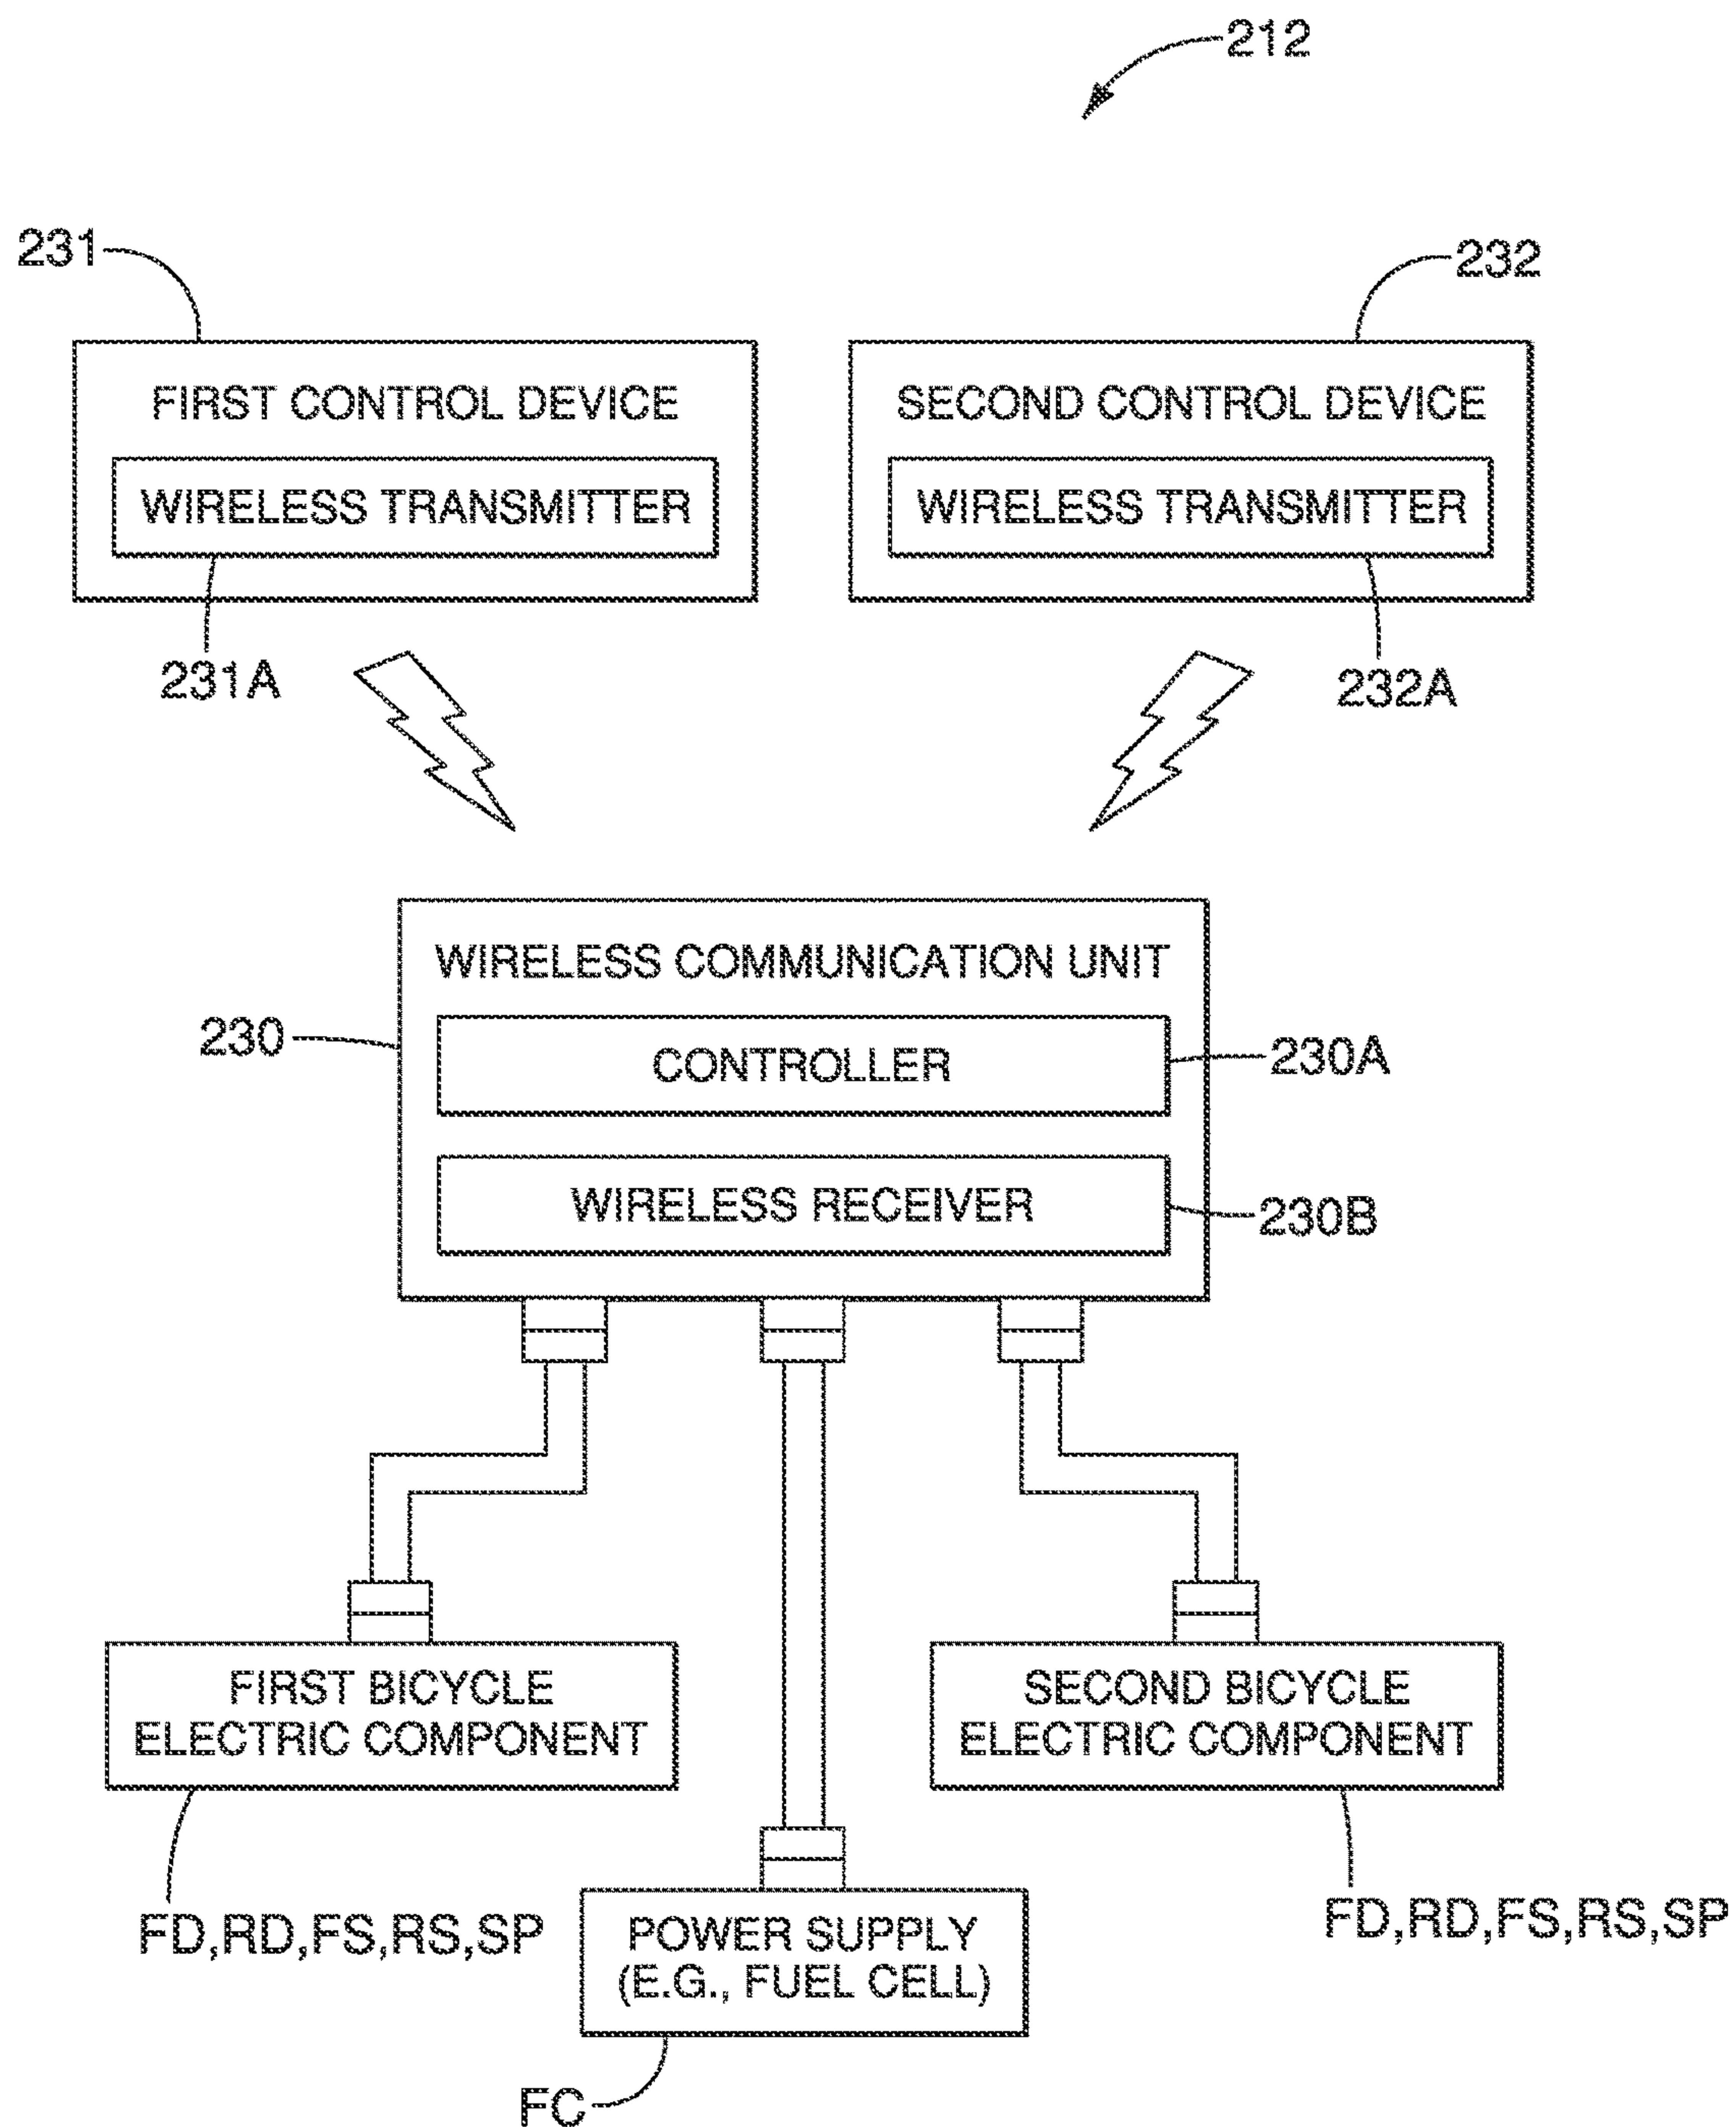 212
231
232
FIRST CONTROL DEVICE
SECOND CONTROL DEVICE
WIRELESS TRANSMITTER
WIRELESS TRANSMITTER
231A
232A
WIRELESS COMMUNICATION UNIT
230
CONTROLLER
230A
WIRELESS RECEIVER
230B
FIRST BICYCLE
ELECTRIC COMPONENT
SECOND BICYCLE
ELECTRIC COMPONENT
FD,RD,FS,RS,SP
FD,RD,FS,RS,SP
POWER SUPPLY
(E.G., FUEL CELL)
FC